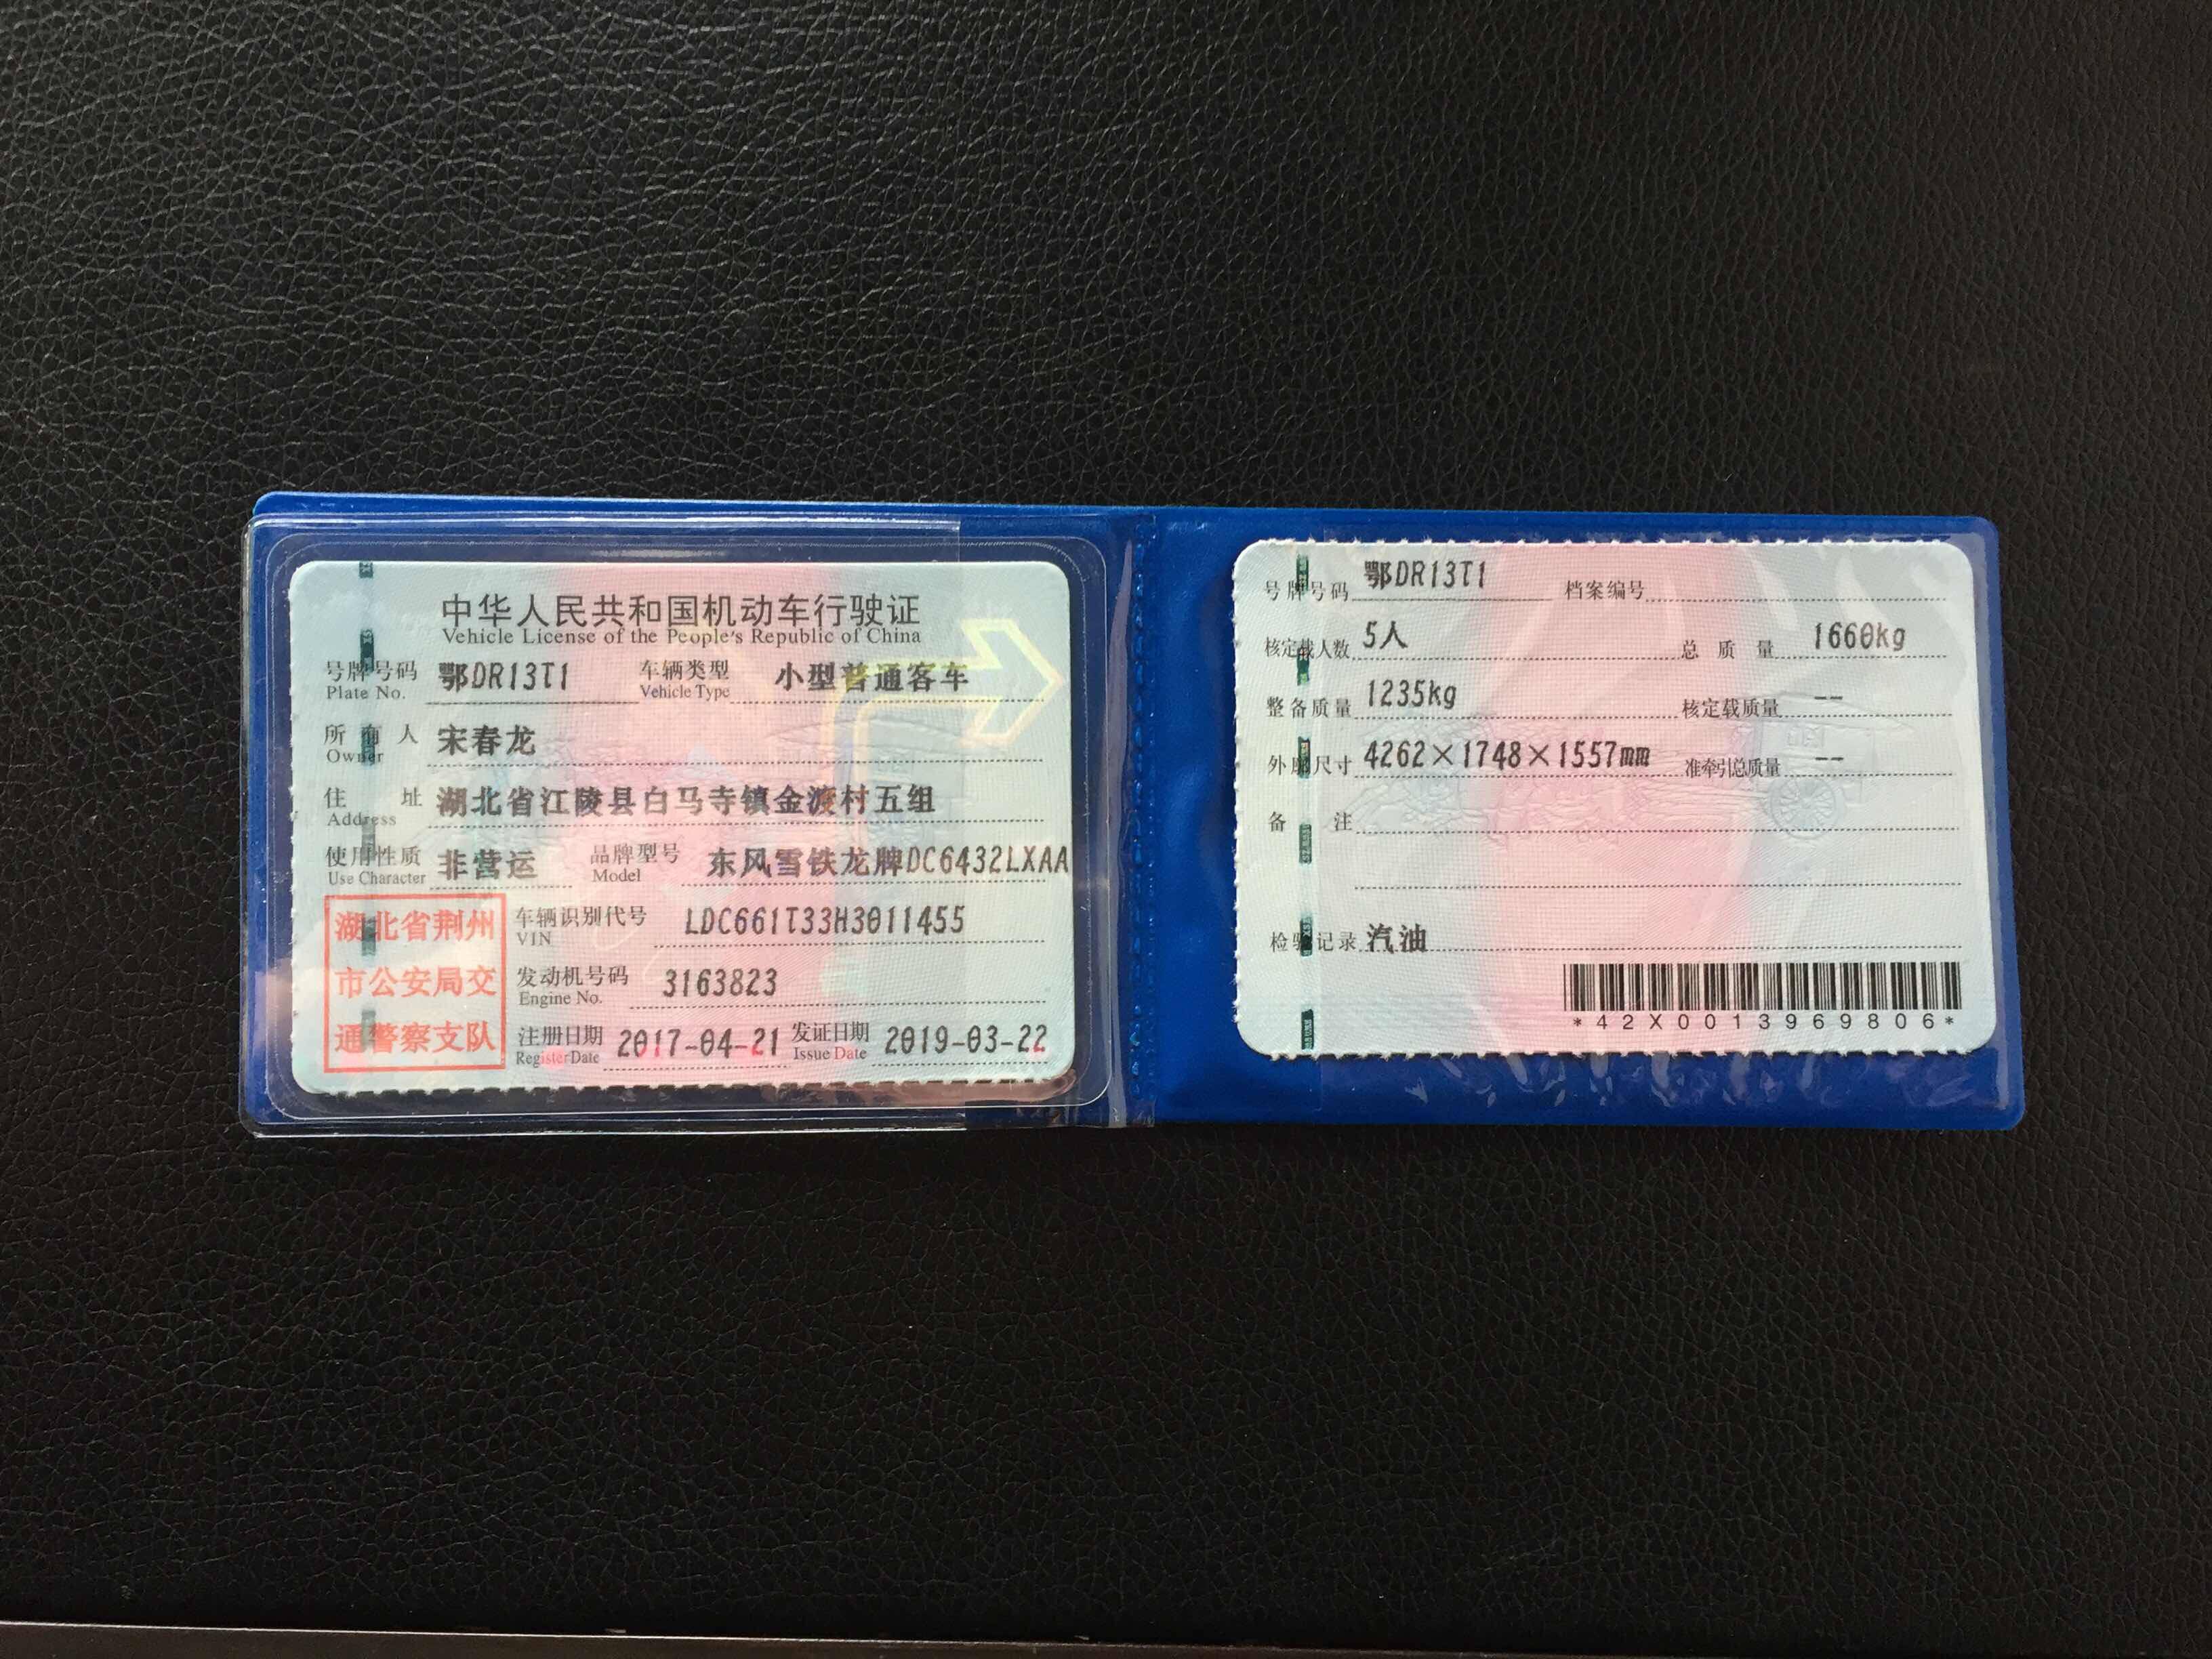 中华人民共和国机动车行驶证
Vehicle License of the People's Republic of China
号牌号码 鄂DR13T1 车辆类型 小型普通客车
Plate No. Vehicle Type
所有人 宋春龙
Owner
住址 湖北省江陵县白马寺镇金渡村五组
Address
使用性质 非营运 品牌型号 东风雪铁龙牌DC6432LXAA
Use Character Model
湖北省荆州
市公安局交
通警察支队
车辆识别代号 LDC661T33H3011455
VIN
发动机号码 3163823
Engine No.
注册日期 2017-04-21 发证日期 2019-03-22
Register Date Issue Date
号牌号码 鄂DR13T1 档案编号
核定载人数 5人 总质量 1660kg
整备质量 1235kg 核定载质量 --
外廓尺寸 4262×1748×1557mm 准牵引总质量 --
备注
检验记录 汽油
*42X0013969806*